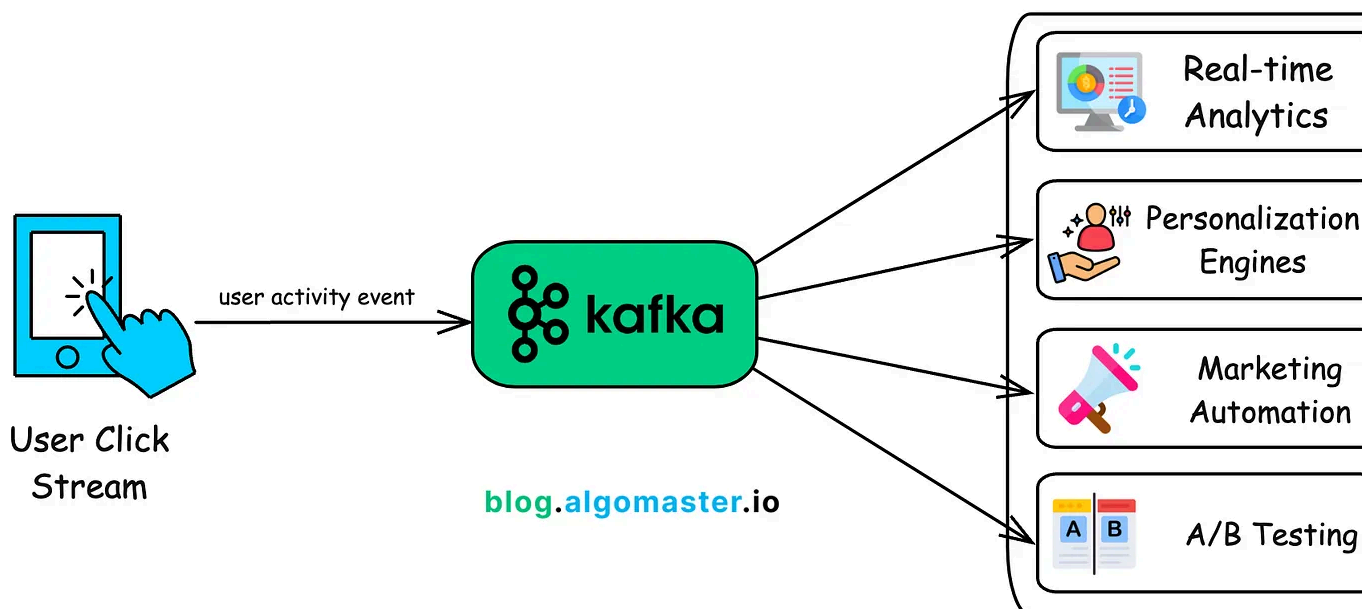 user activity event
User Click
Stream
kafka
blog.algomaster.io
Real-time
Analytics
Personalization
Engines
Marketing
Automation
A B
A/B Testing